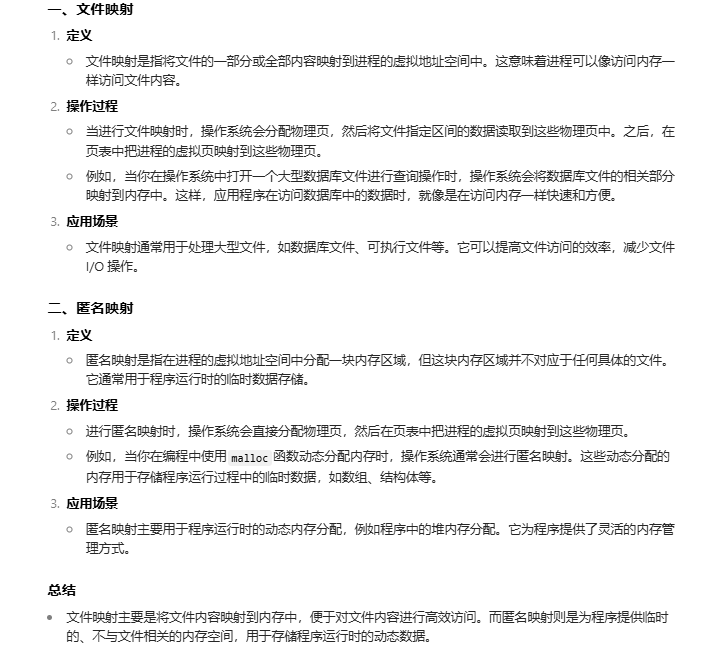 一、文件映射
1. 定义
文件映射是指将文件的一部分或全部内容映射到进程的虚拟地址空间中。这意味着进程可以像访问内存一
样访问文件内容。
2. 操作过程
当进行文件映射时，操作系统会分配物理页，然后将文件指定区间的数据读取到这些物理页中。之后，在
页表中把进程的虚拟页映射到这些物理页。
例如，当你在操作系统中打开一个大型数据库文件进行查询操作时，操作系统会将数据库文件的相关部分
映射到内存中。这样，应用程序在访问数据库中的数据时，就像是在访问内存一样快速和方便。
3. 应用场景
文件映射通常用于处理大型文件，如数据库文件、可执行文件等。它可以提高文件访问的效率，减少文件
I/O 操作。
二、匿名映射
1. 定义
匿名映射是指在进程的虚拟地址空间中分配一块内存区域，但这块内存区域并不对应于任何具体的文件。
它通常用于程序运行时的临时数据存储。
2. 操作过程
进行匿名映射时，操作系统会直接分配物理页，然后在页表中把进程的虚拟页映射到这些物理页。
例如，当你在编程中使用 malloc 函数动态分配内存时，操作系统通常会进行匿名映射。这些动态分配的
内存用于存储程序运行过程中的临时数据，如数组、结构体等。
3. 应用场景
匿名映射主要用于程序运行时的动态内存分配，例如程序中的堆内存分配。它为程序提供了灵活的内存管
理方式。
总结
文件映射主要是将文件内容映射到内存中，便于对文件内容进行高效访问。而匿名映射则是为程序提供临时
的、不与文件相关的内存空间，用于存储程序运行时的动态数据。